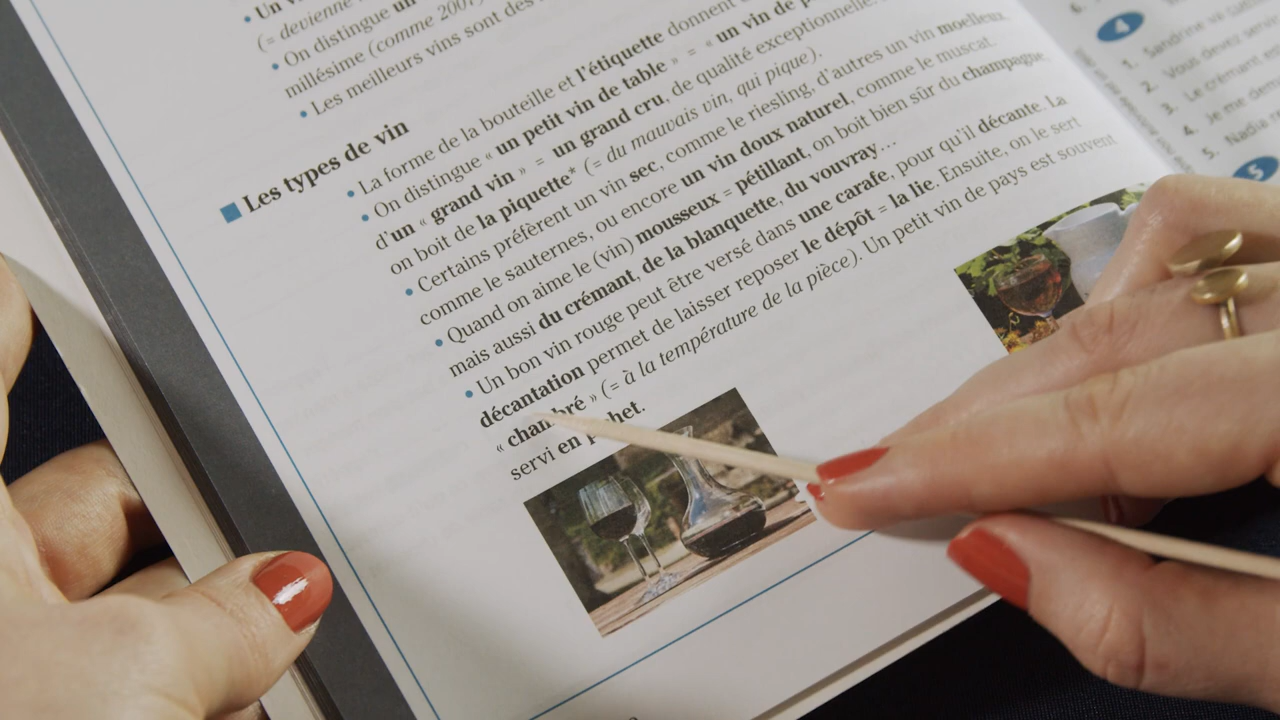 • Un
(= devienne
• On distingue un
millésime (comme 2007)
• Les meilleurs vins sont des
■ Les types de vin
• La forme de la bouteille et l'étiquette donnent
• On distingue « un petit vin de table » = « un vin de
d'un « grand vin » = un grand cru, de qualité exceptionnelle.
on boit de la piquette* (= du mauvais vin, qui pique).
• Certains préfèrent un vin sec, comme le riesling, d'autres un vin moelleux,
comme le sauternes, ou encore un vin doux naturel, comme le muscat.
• Quand on aime le (vin) mousseux = pétillant, on boit bien sûr du champagne
mais aussi du crémant, de la blanquette, du vouvray...
• Un bon vin rouge peut être versé dans une carafe, pour qu'il décante. La
décantation permet de laisser reposer le dépôt = la lie. Ensuite, on le sert
« chambré » (= à la température de la pièce). Un petit vin de pays est souvent
servi en pichet.
4
1. Sandrine va
2. Vous devez
3. Le crément
4. Je me
5. Nadia
5